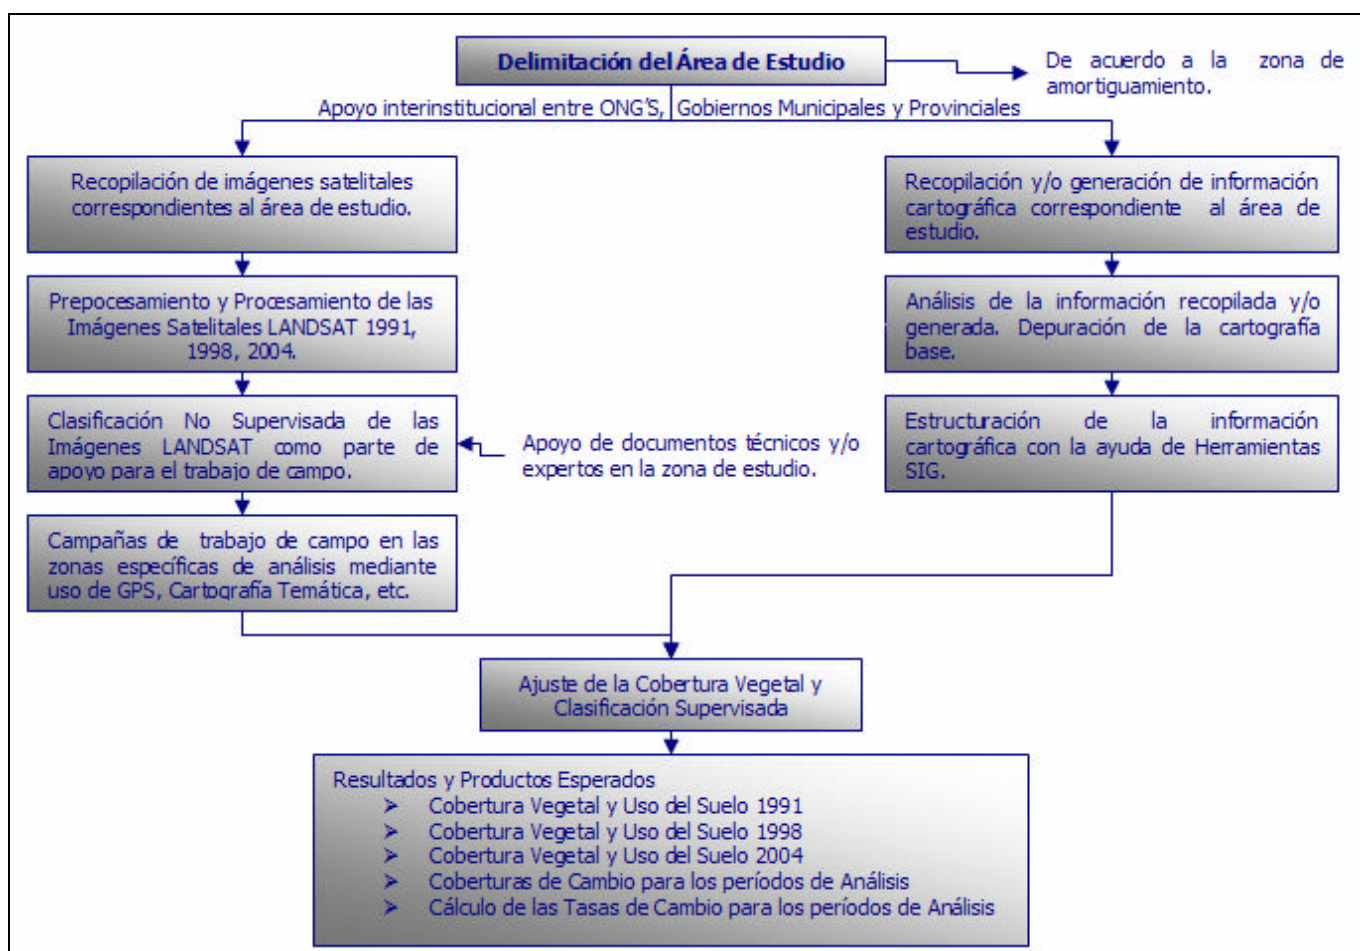 Delimitación del Área de Estudio
De acuerdo a la zona de
amortiguamiento.
Apoyo interinstitucional entre ONG'S, Gobiernos Municipales y Provinciales
Recopilación de imágenes satelitales
correspondientes al área de estudio.
Prepocesamiento y Procesamiento de las
Imágenes Satelitales LANDSAT 1991,
1998, 2004.
Clasificación No Supervisada de las
Imágenes LANDSAT como parte de
apoyo para el trabajo de campo.
Apoyo de documentos técnicos y/o
expertos en la zona de estudio.
Campañas de trabajo de campo en las
zonas específicas de análisis mediante
uso de GPS, Cartografía Temática, etc.
Recopilación y/o generación de información
cartográfica correspondiente al área de
estudio.
Análisis de la información recopilada y/o
generada. Depuración de la cartografía
base.
Estructuración de la información
cartográfica con la ayuda de Herramientas
SIG.
Ajuste de la Cobertura Vegetal y
Clasificación Supervisada
Resultados y Productos Esperados
➢ Cobertura Vegetal y Uso del Suelo 1991
➢ Cobertura Vegetal y Uso del Suelo 1998
➢ Cobertura Vegetal y Uso del Suelo 2004
➢ Coberturas de Cambio para los períodos de Análisis
➢ Cálculo de las Tasas de Cambio para los períodos de Análisis